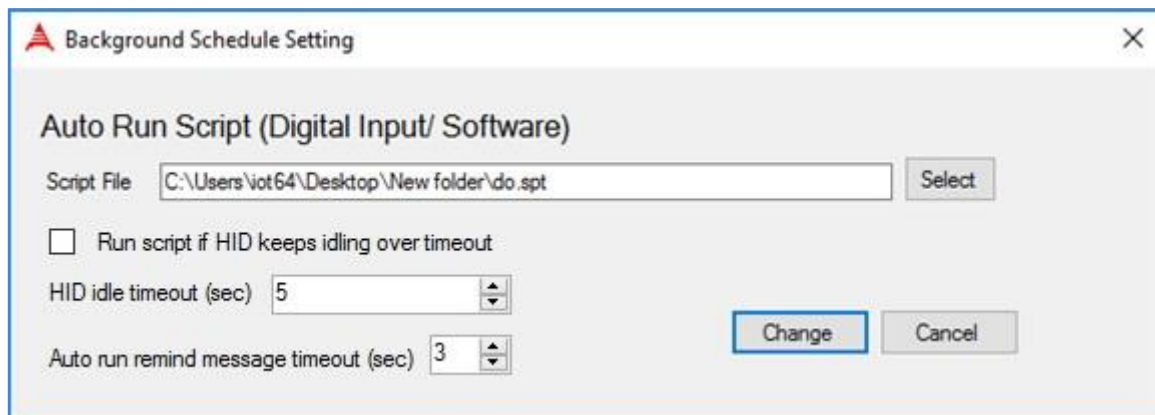 Background Schedule Setting
Auto Run Script (Digital Input/ Software)
Script File C:\Users\iot64\Desktop\New folder\do.spt Select
Run script if HID keeps idling over timeout
HID idle timeout (sec) 5
Change Cancel
Auto run remind message timeout (sec) 3